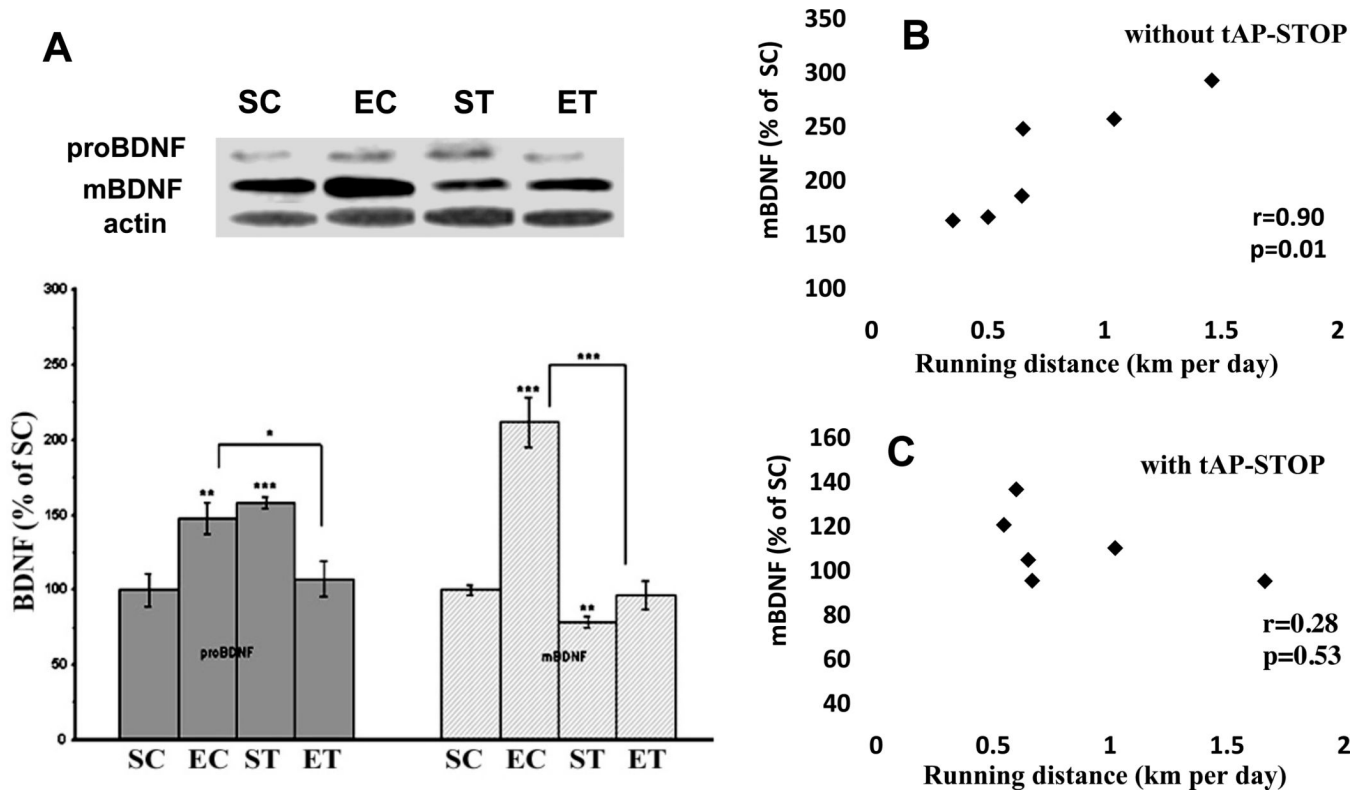 A
SC EC ST ET
proBDNF
mBDNF
actin
BDNF (% of SC)
300
250
200
150
100
50
0
** *** *
*** ** ***
proBDNF
mBDNF
SC EC ST ET SC EC ST ET
B
without tAP-STOP
mBDNF (% of SC)
350
300
250
200
150
100
r=0.90
p=0.01
0 0.5 1 1.5 2
Running distance (km per day)
C
with tAP-STOP
mBDNF (% of SC)
160
140
120
100
80
60
40
r=0.28
p=0.53
0 0.5 1 1.5 2
Running distance (km per day)